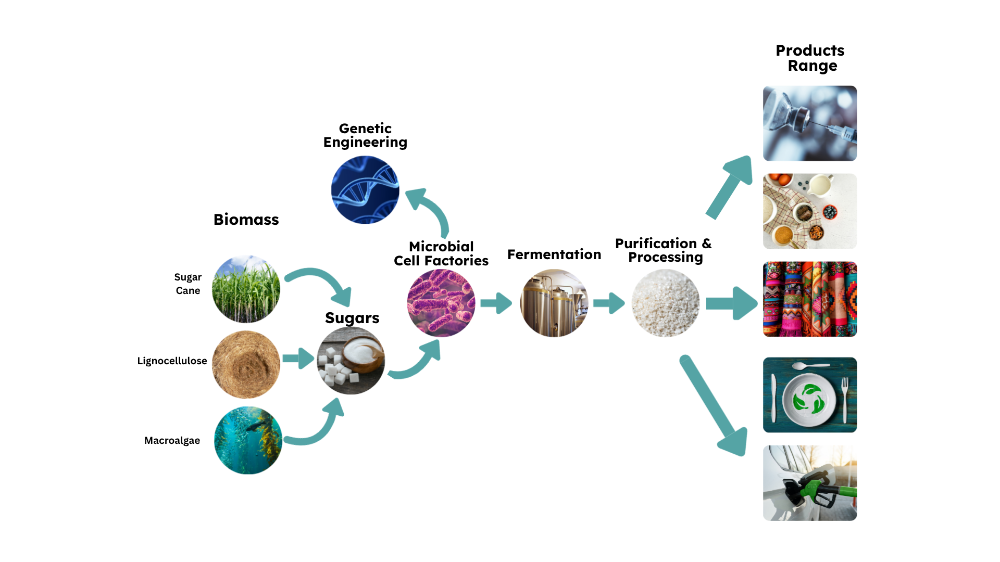 Products
Range
Genetic
Engineering
Biomass
Sugar
Cane
Lignocellulose
Macroalgae
Sugars
Microbial
Cell Factories
Fermentation
Purification &
Processing